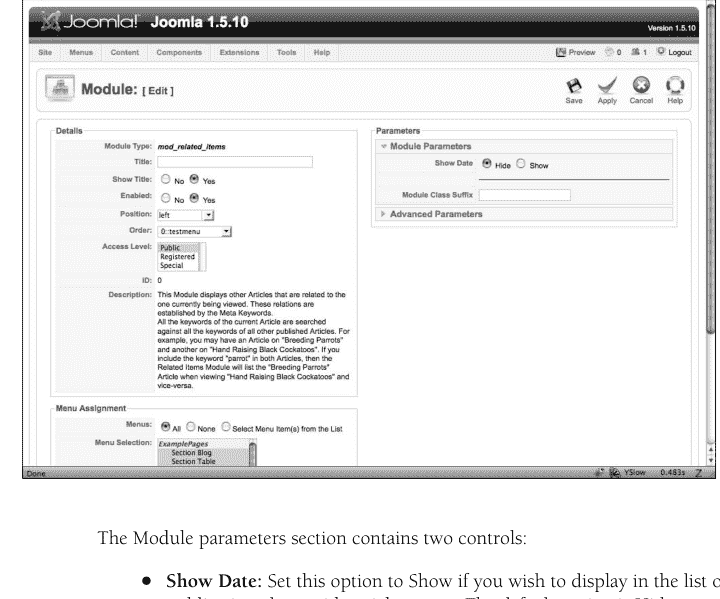 Joomla! Joomla 1.5.10
Version 1.5.10
Site Menus Content Components Extensions Tools Help
Preview 0 1 Logout
Module: [ Edit ]
Save Apply Cancel Help
Details
Module Type: mod_related_items
Title:
Show Title: No Yes
Enabled: No Yes
Position: left
Order: 0::testmenu
Access Level: Public
Registered
Special
ID: 0
Description: This Module displays other Articles that are related to the
one currently being viewed. These relations are
established by the Meta Keywords.
All the keywords of the current Article are searched
against all the keywords of all other published Articles. For
example, you may have an Article on "Breeding Parrots"
and another on "Hand Raising Black Cockatoos". If you
include the keyword "parrot" in both Articles, then the
Related Items Module will list the "Breeding Parrots"
Article when viewing "Hand Raising Black Cockatoos" and
vice-versa.
Parameters
Module Parameters
Show Date Hide Show
Module Class Suffix
Advanced Parameters
Menu Assignment
Menus: All None Select Menu Item(s) from the List
Menu Selection: ExamplePages
Section Blog
Section Table
Done
YSlow 0.483s
The Module parameters section contains two controls:
• Show Date: Set this option to Show if you wish to display in the list